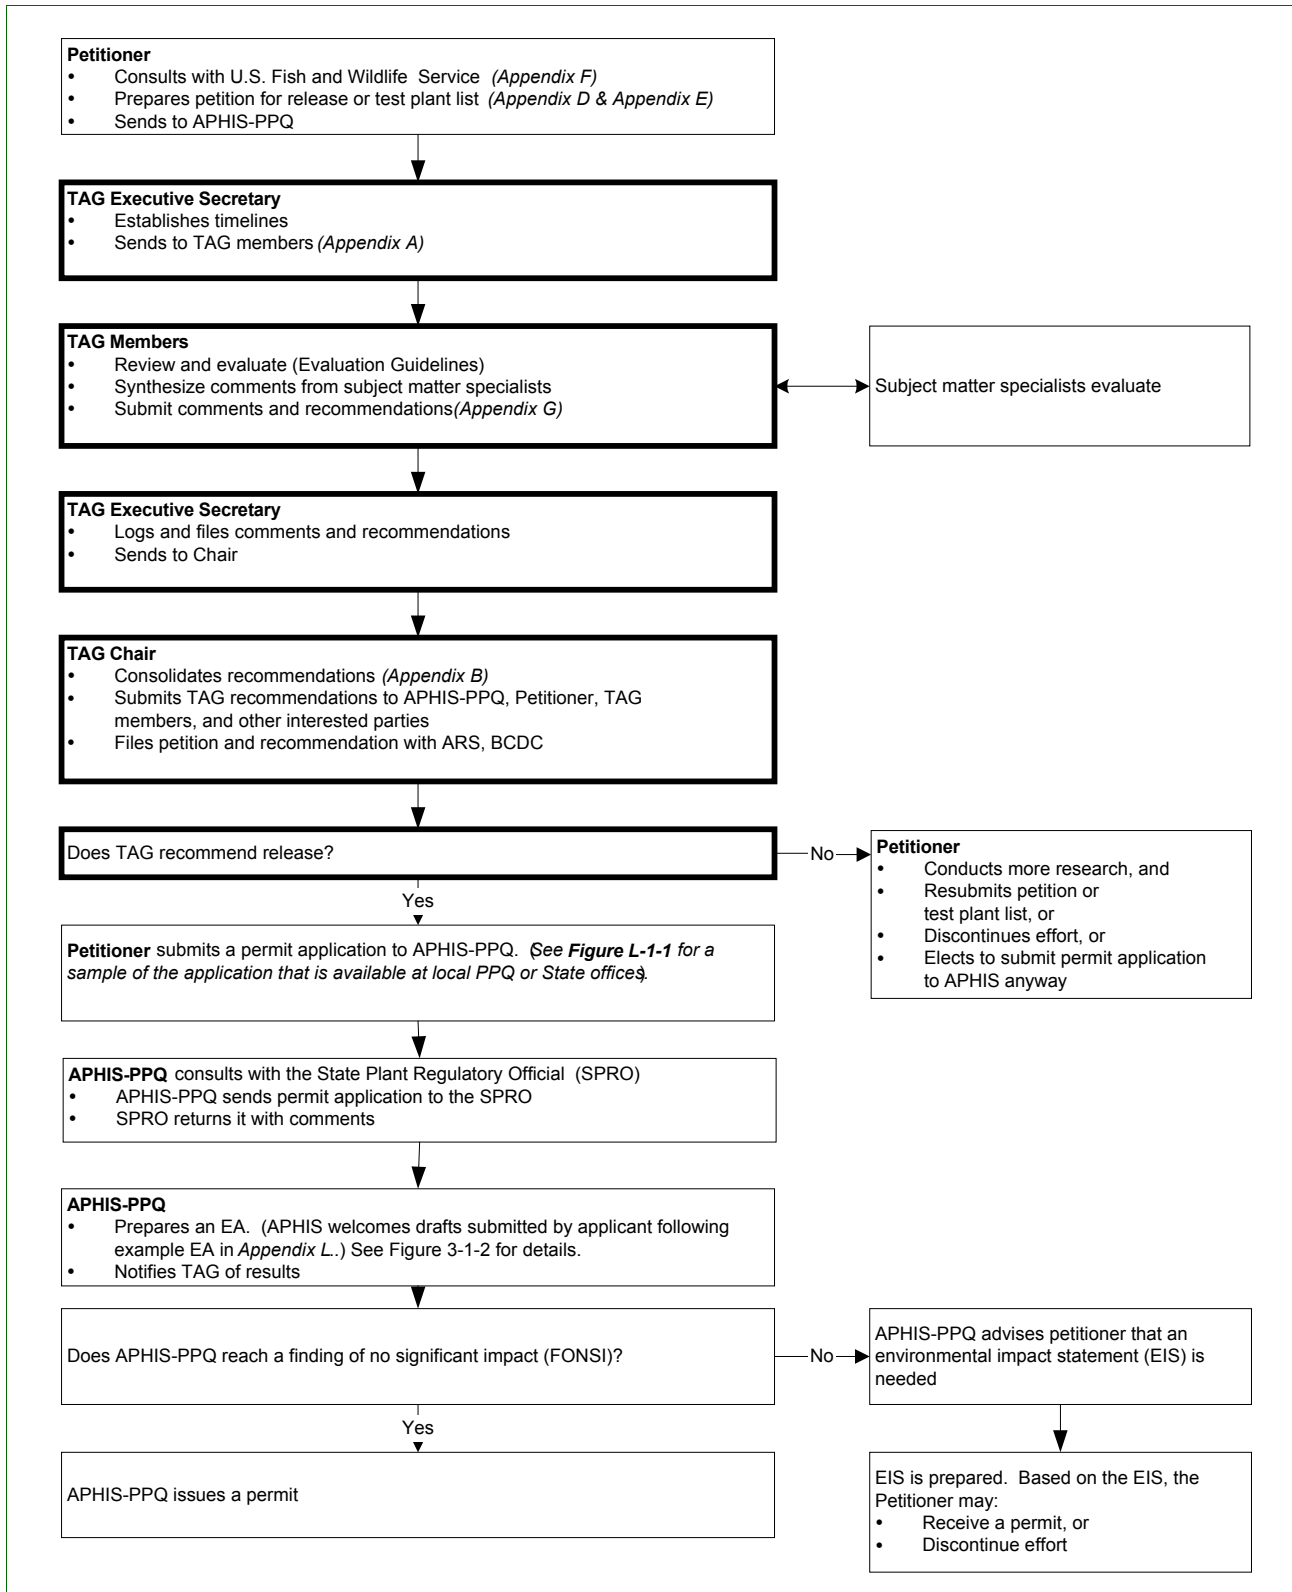 Petitioner
• Consults with U.S. Fish and Wildlife Service (Appendix F)
• Prepares petition for release or test plant list (Appendix D & Appendix E)
• Sends to APHIS-PPQ
TAG Executive Secretary
• Establishes timelines
• Sends to TAG members (Appendix A)
TAG Members
• Review and evaluate (Evaluation Guidelines)
• Synthesize comments from subject matter specialists
• Submit comments and recommendations(Appendix G)
Subject matter specialists evaluate
TAG Executive Secretary
• Logs and files comments and recommendations
• Sends to Chair
TAG Chair
• Consolidates recommendations (Appendix B)
• Submits TAG recommendations to APHIS-PPQ, Petitioner, TAG
members, and other interested parties
• Files petition and recommendation with ARS, BCDC
Does TAG recommend release?
No
Petitioner
• Conducts more research, and
• Resubmits petition or
test plant list, or
• Discontinues effort, or
• Elects to submit permit application
to APHIS anyway
Yes
Petitioner submits a permit application to APHIS-PPQ. (See Figure L-1-1 for a
sample of the application that is available at local PPQ or State offices).
APHIS-PPQ consults with the State Plant Regulatory Official (SPRO)
• APHIS-PPQ sends permit application to the SPRO
• SPRO returns it with comments
APHIS-PPQ
• Prepares an EA. (APHIS welcomes drafts submitted by applicant following
example EA in Appendix L..) See Figure 3-1-2 for details.
• Notifies TAG of results
Does APHIS-PPQ reach a finding of no significant impact (FONSI)?
No
APHIS-PPQ advises petitioner that an
environmental impact statement (EIS) is
needed
Yes
APHIS-PPQ issues a permit
EIS is prepared. Based on the EIS, the
Petitioner may:
• Receive a permit, or
• Discontinue effort